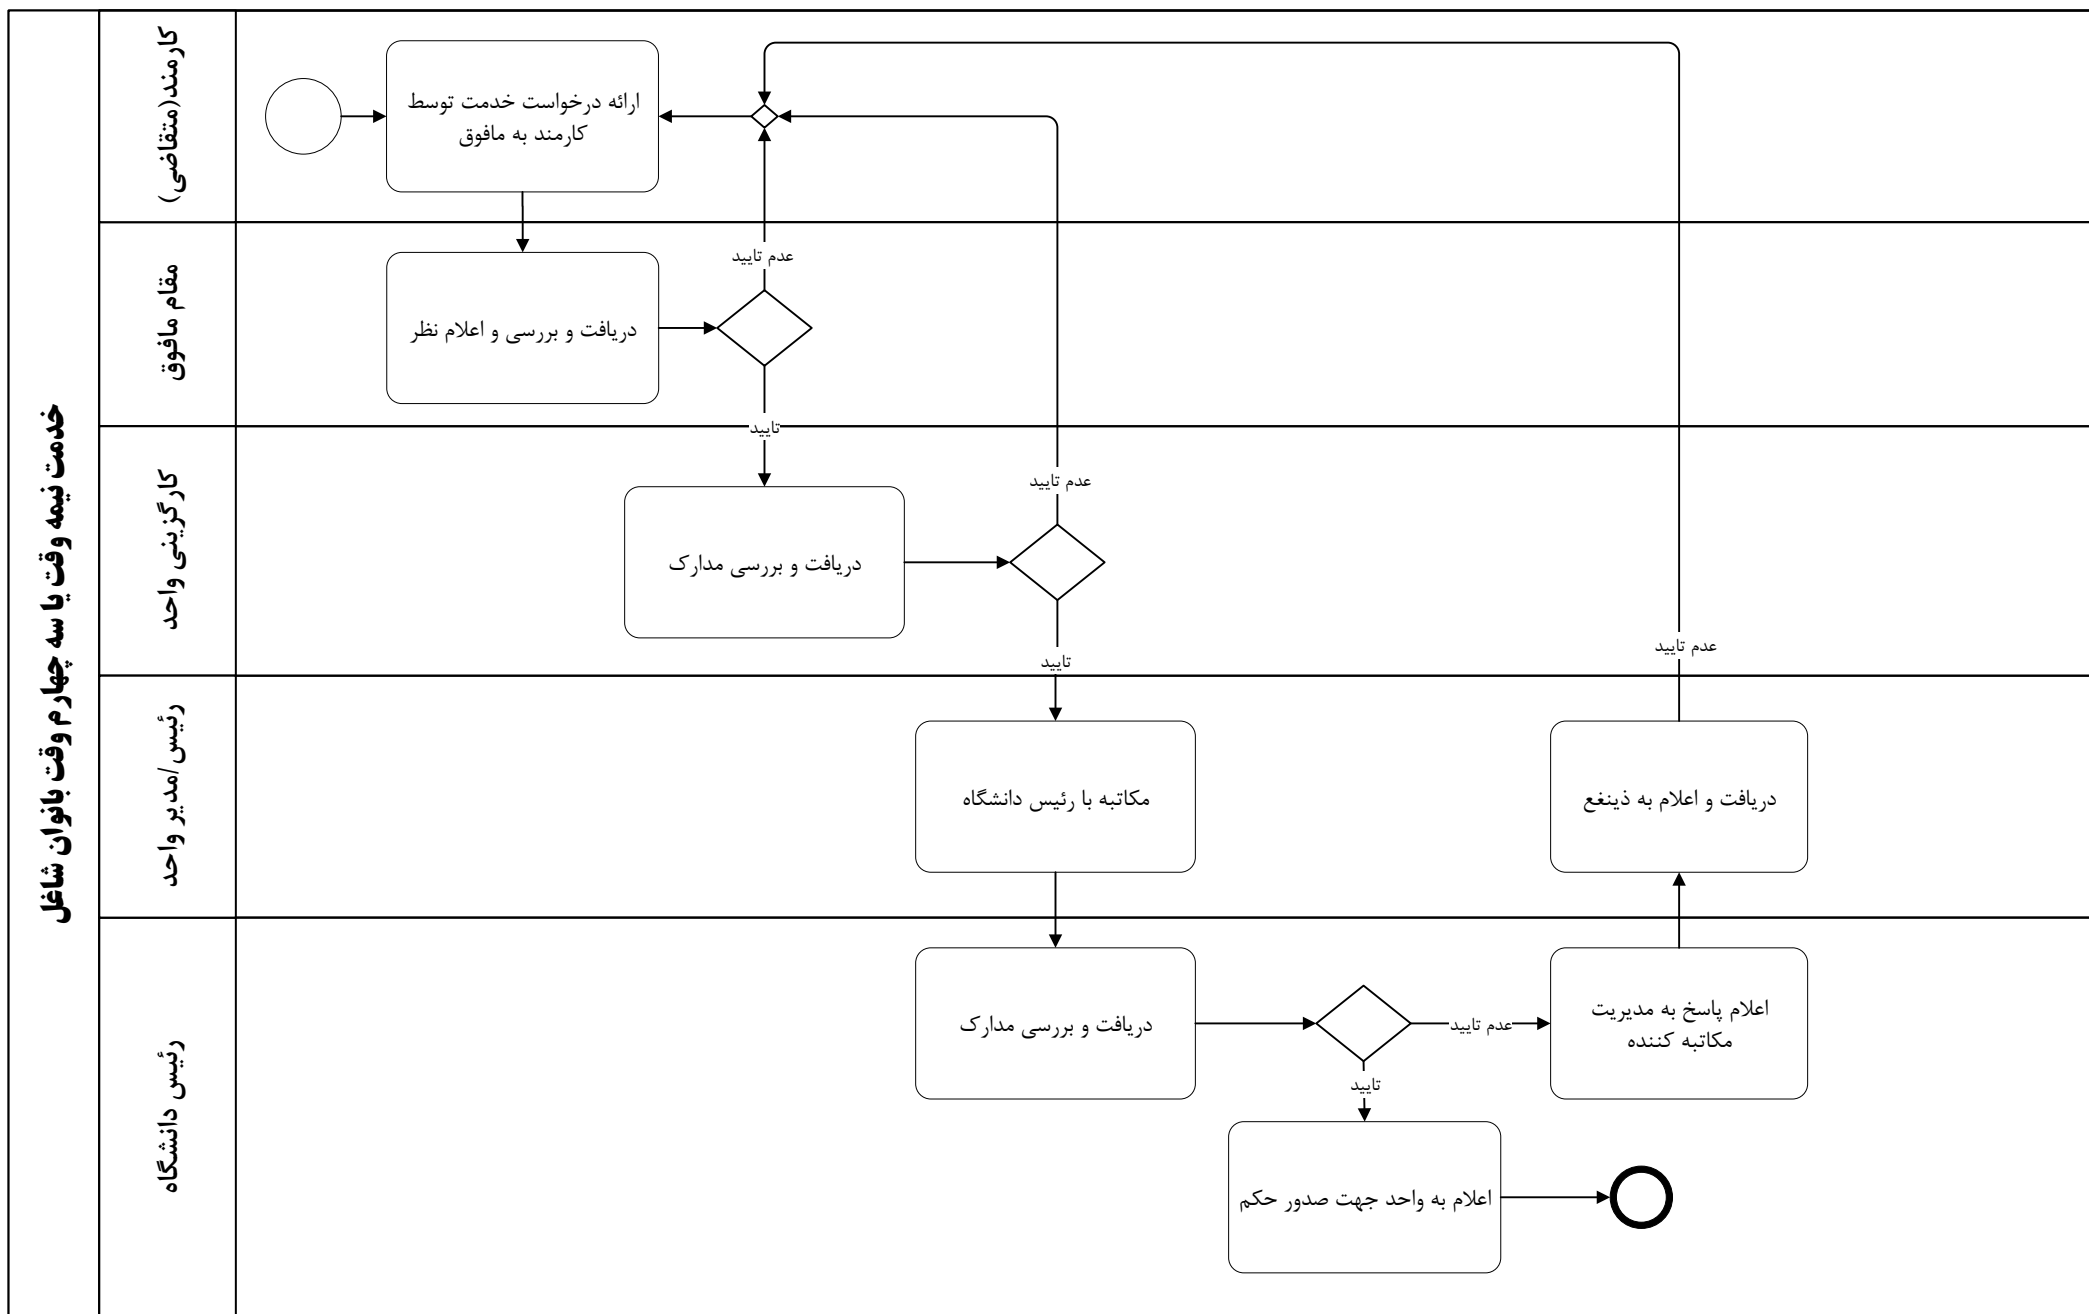 خدمت نیمه وقت یا سه چهارم وقت بانوان شاغل
کارمند(متقاضی)
ارائه درخواست خدمت توسط
کارمند به مافوق
مقام مافوق
دریافت و بررسی و اعلام نظر
عدم تایید
تایید
کارگزینی واحد
دریافت و بررسی مدارک
عدم تایید
تایید
عدم تایید
رئیس/مدیر واحد
مکاتبه با رئیس دانشگاه
دریافت و اعلام به ذینغع
رئیس دانشگاه
دریافت و بررسی مدارک
عدم تایید
اعلام پاسخ به مدیریت
مکاتبه کننده
تایید
اعلام به واحد جهت صدور حکم